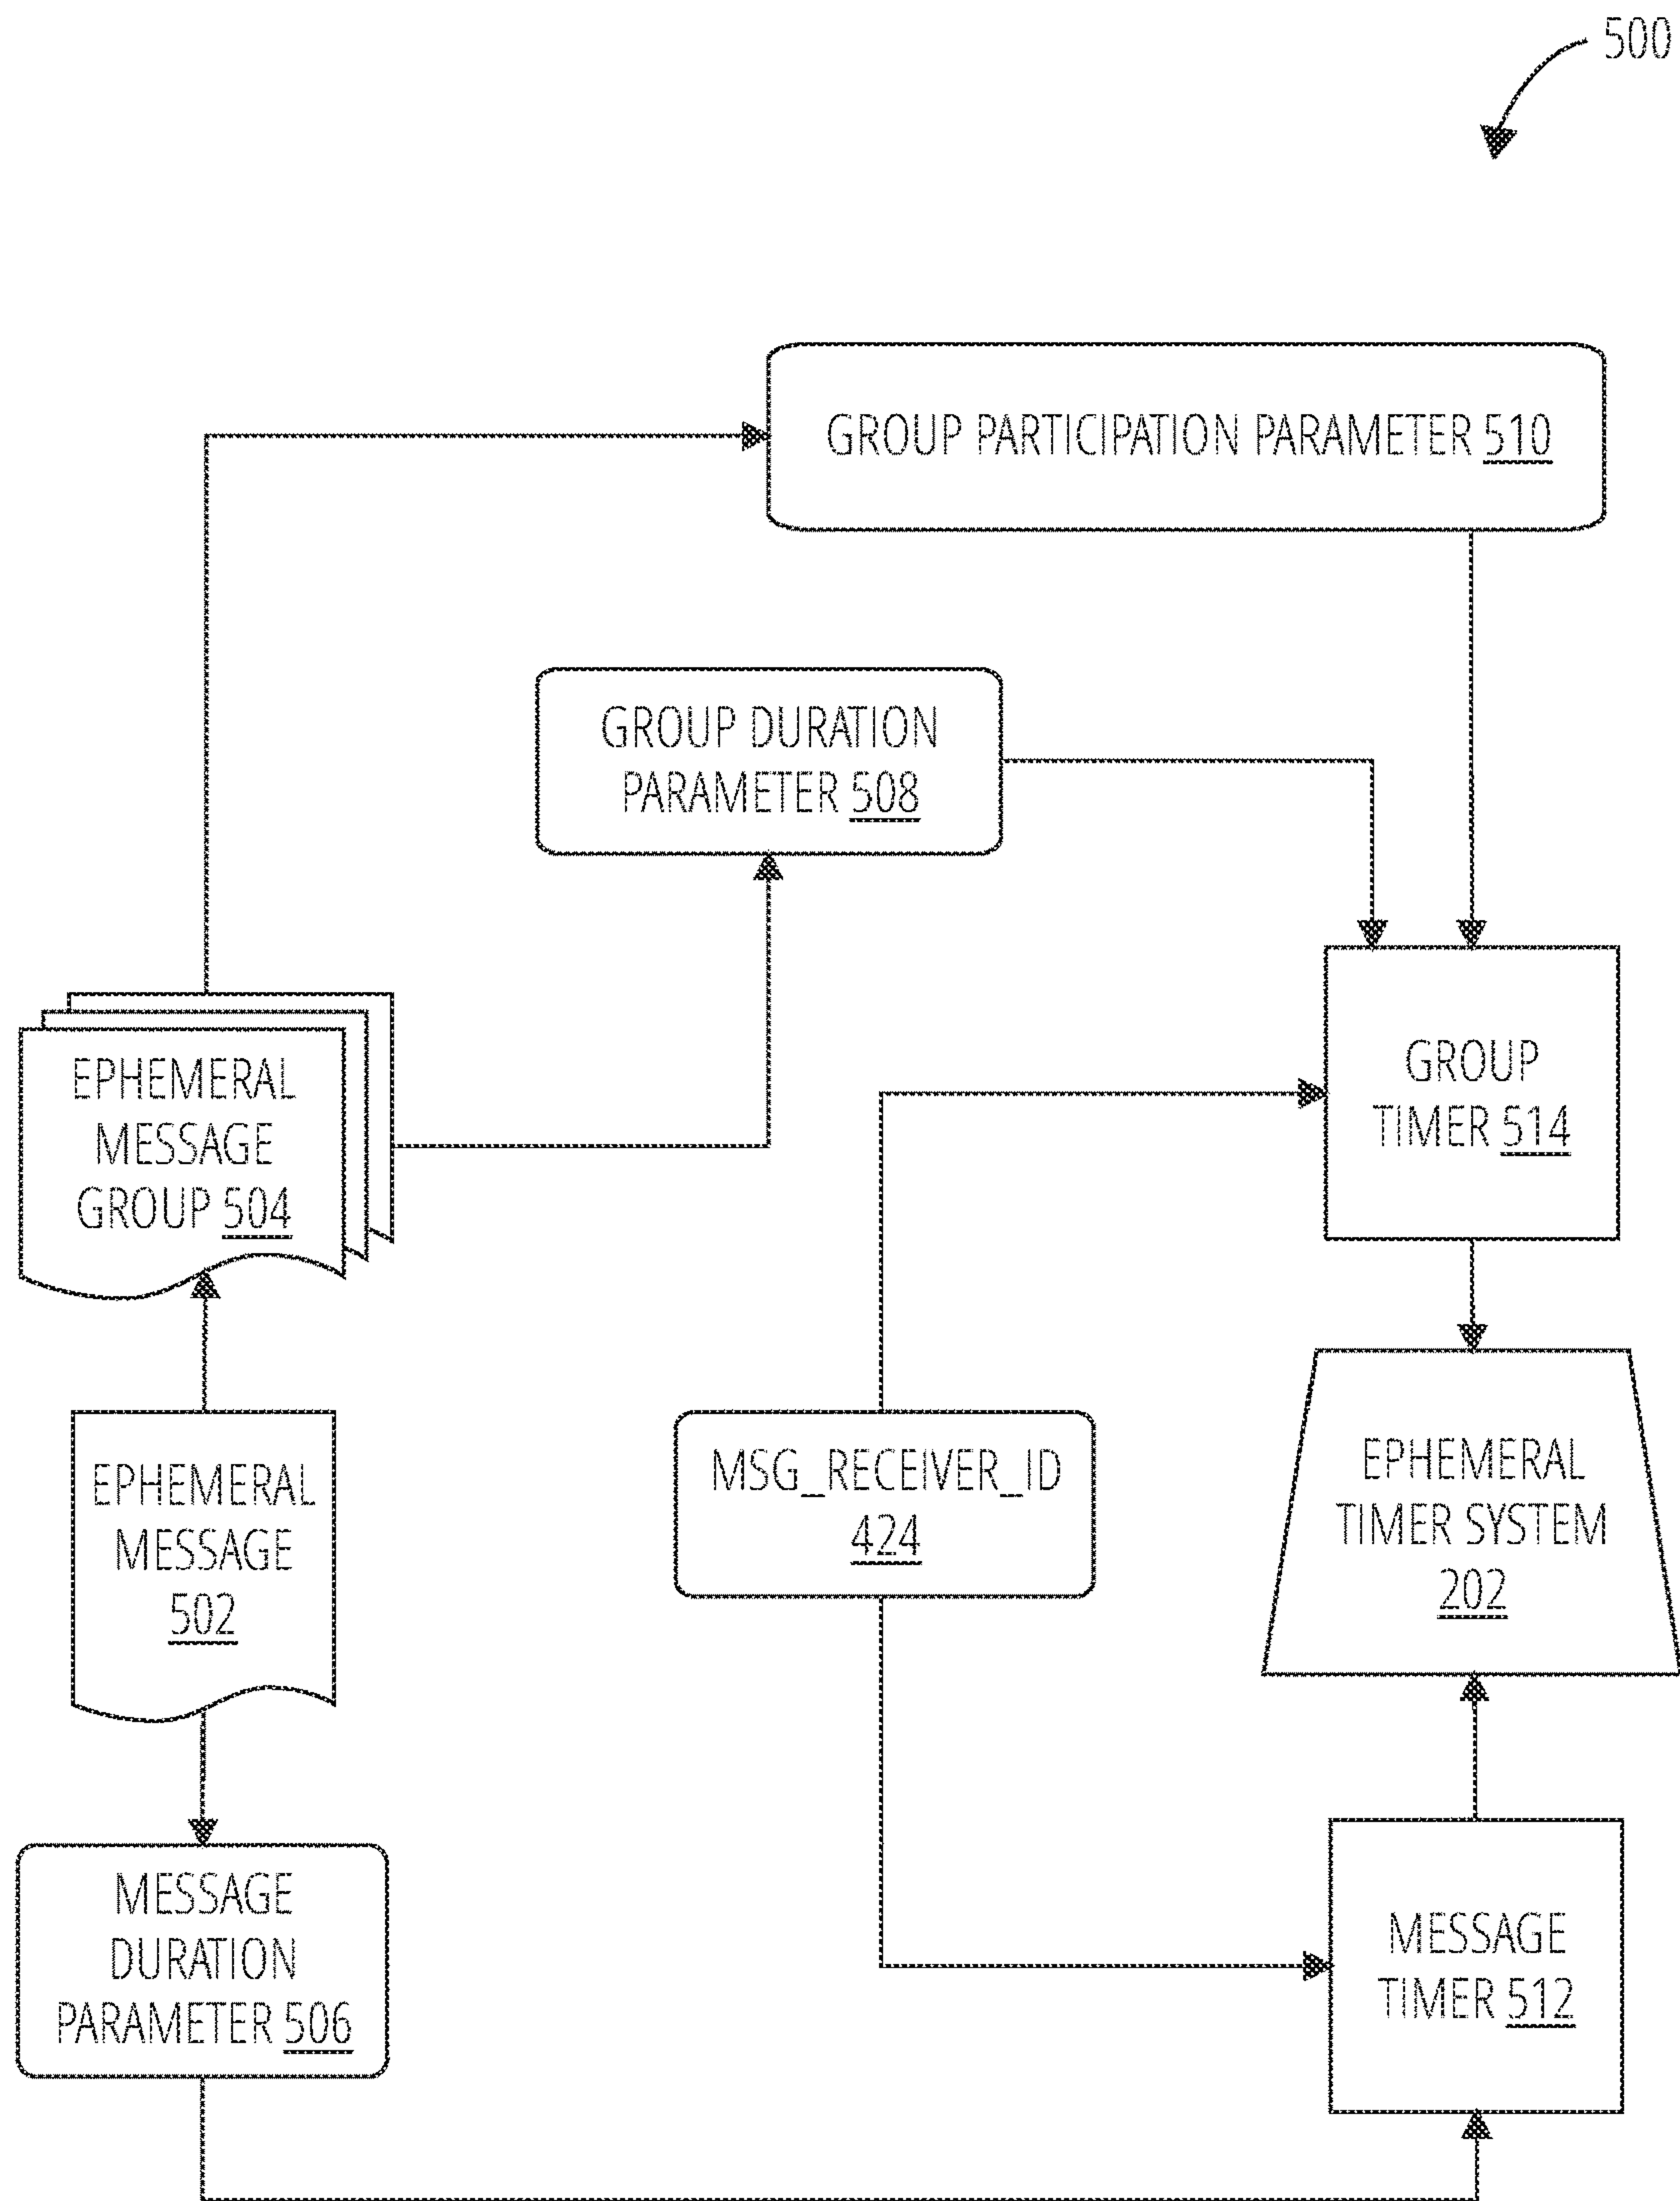 500
GROUP PARTICIPATION PARAMETER 510
GROUP DURATION
PARAMETER 508
EPHEMERAL
MESSAGE
GROUP 504
GROUP
TIMER 514
EPHEMERAL
MESSAGE
502
MSG_RECEIVER_ID
424
EPHEMERAL
TIMER SYSTEM
202
MESSAGE
DURATION
PARAMETER 506
MESSAGE
TIMER 512